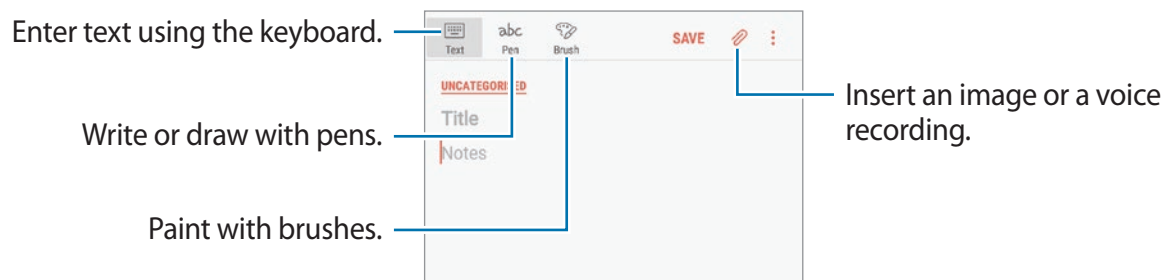 Enter text using the keyboard.
Text
abc
Pen
Brush
SAVE
UNCATEGORISED
Insert an image or a voice
recording.
Title
Write or draw with pens.
Notes
Paint with brushes.